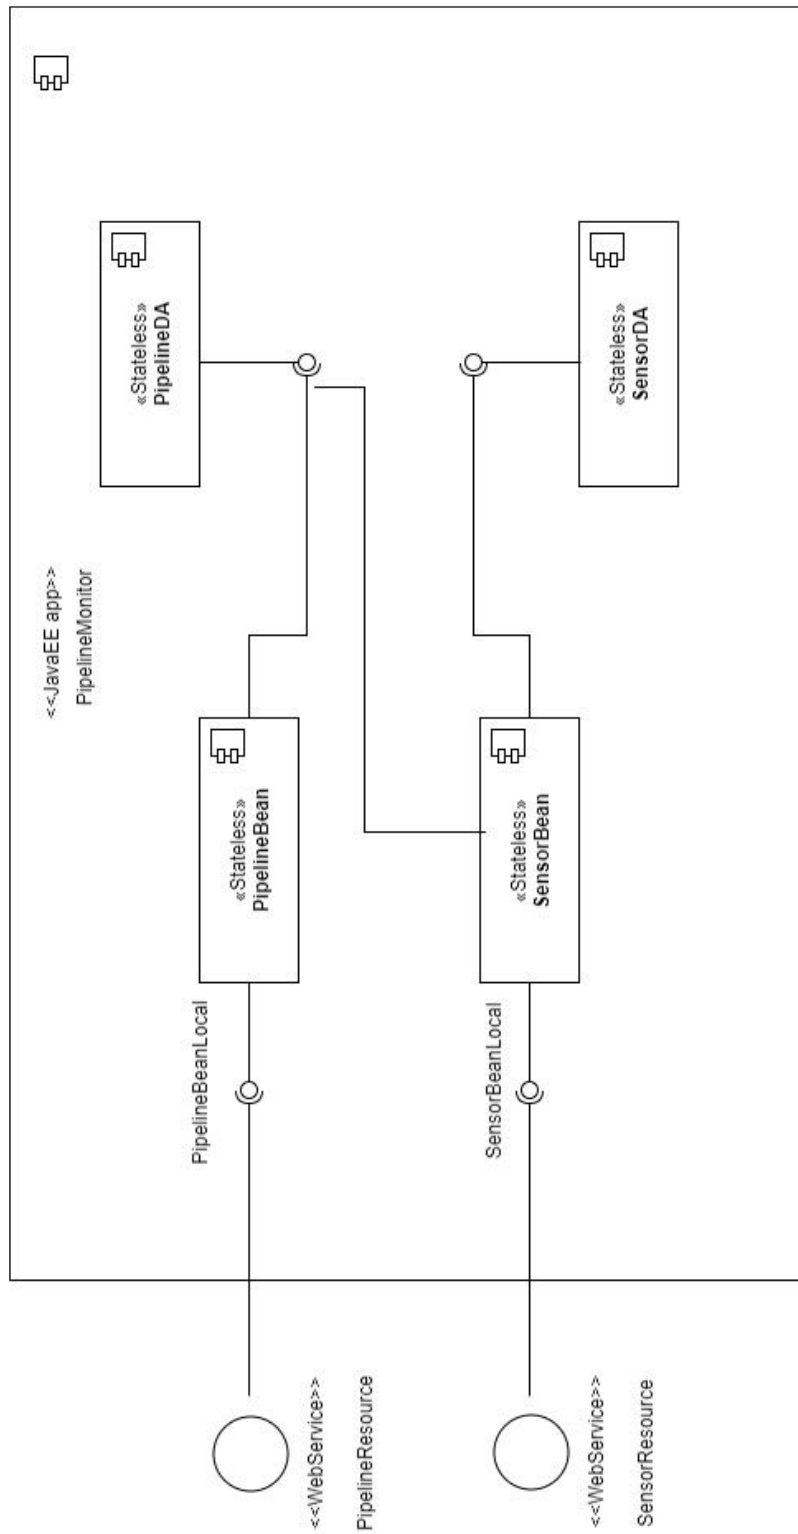 <<JavaEE app>>
PipelineMonitor
<<WebService>>
PipelineResource
PipelineBeanLocal
«Stateless»
PipelineBean
«Stateless»
PipelineDA
<<WebService>>
SensorResource
SensorBeanLocal
«Stateless»
SensorBean
«Stateless»
SensorDA